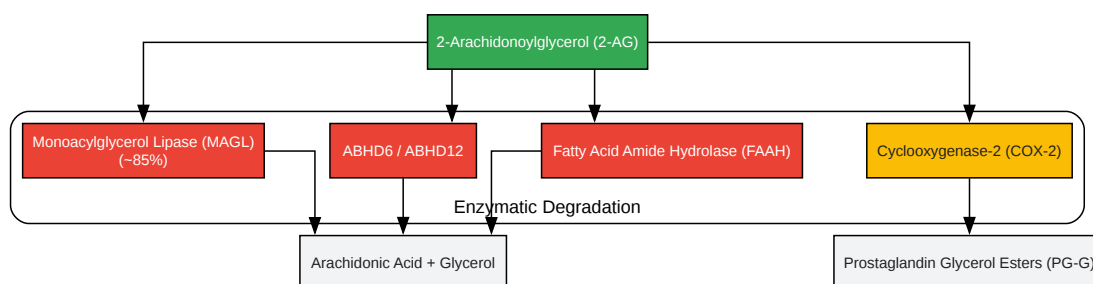 2-Arachidonoylglycerol (2-AG)
Monoacylglycerol Lipase (MAGL)
(~85%)
ABHD6 / ABHD12
Fatty Acid Amide Hydrolase (FAAH)
Cyclooxygenase-2 (COX-2)
Enzymatic Degradation
Arachidonic Acid + Glycerol
Prostaglandin Glycerol Esters (PG-G)